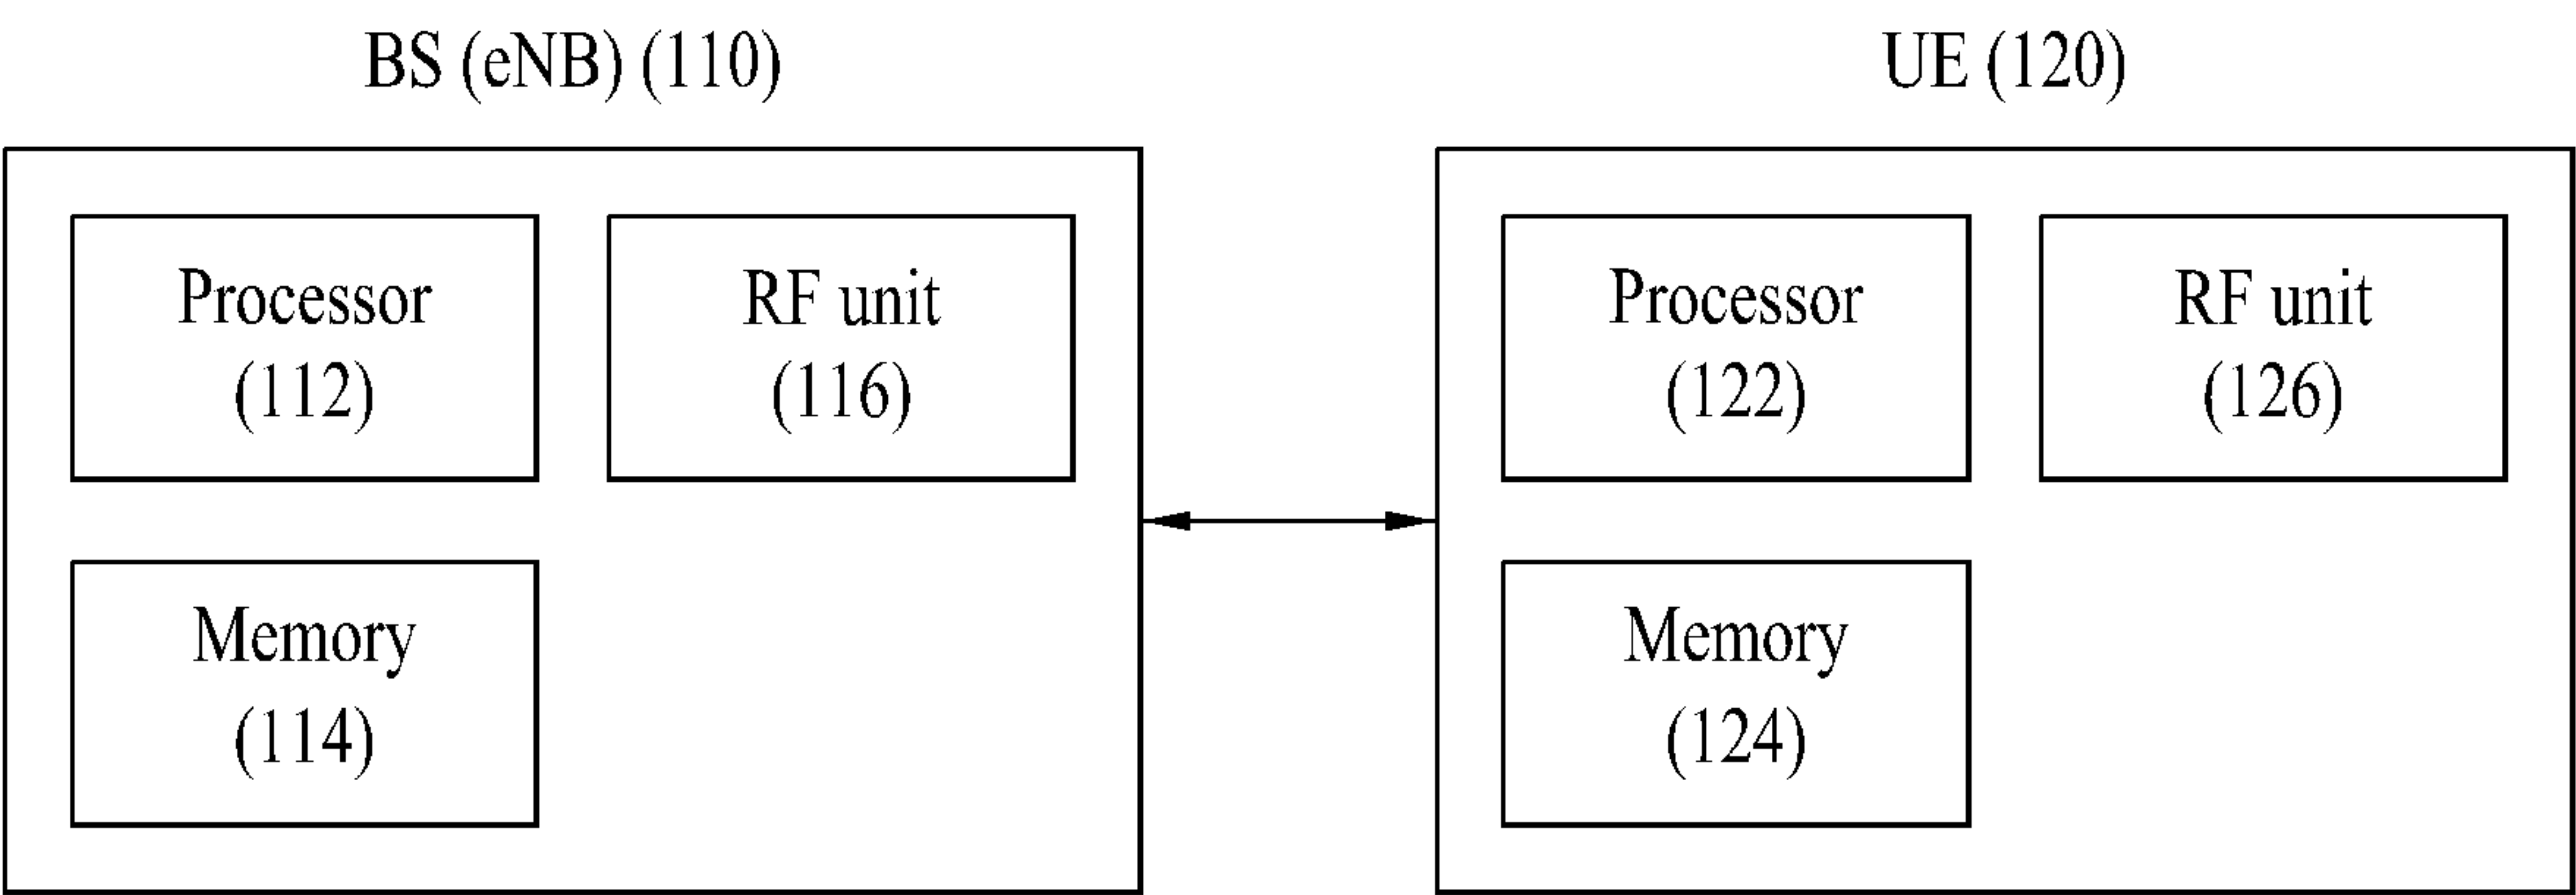 BS (eNB) (110)
Processor
(112)
RF unit
(116)
Memory
(114)
UE (120)
Processor
(122)
RF unit
(126)
Memory
(124)